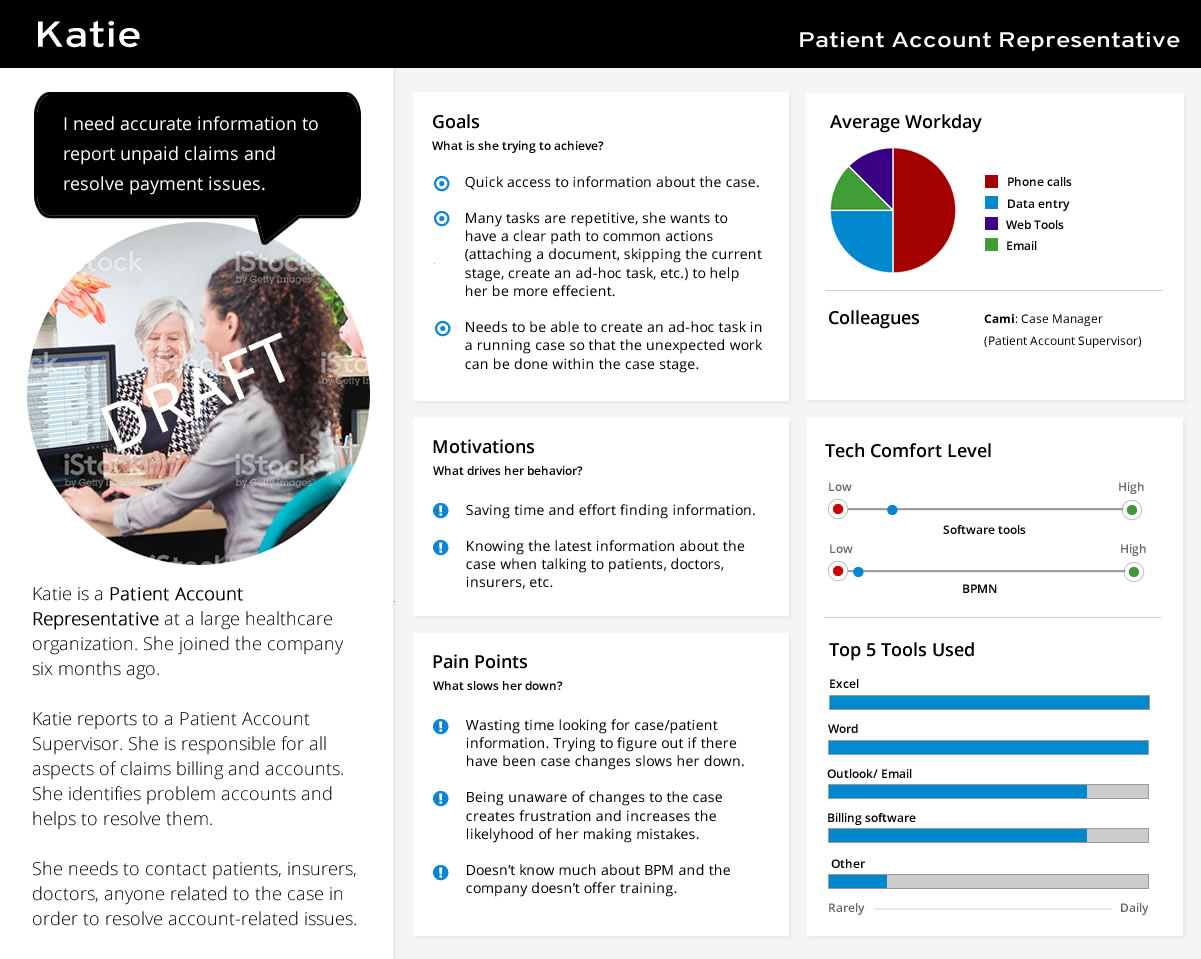 Katie
Patient Account Representative
I need accurate information to
report unpaid claims and
resolve payment issues.
iStock
by Getty Images
DRAFT
iStock
by Getty Images
iStock
by Getty Images
Katie is a Patient Account
Representative at a large healthcare
organization. She joined the company
six months ago.
Katie reports to a Patient Account
Supervisor. She is responsible for all
aspects of claims billing and accounts.
She identifies problem accounts and
helps to resolve them.
She needs to contact patients, insurers,
doctors, anyone related to the case in
order to resolve account-related issues.
Goals
What is she trying to achieve?
Quick access to information about the case.
Many tasks are repetitive, she wants to
have a clear path to common actions
(attaching a document, skipping the current
stage, create an ad-hoc task, etc.) to help
her be more effecient.
Needs to be able to create an ad-hoc task in
a running case so that the unexpected work
can be done within the case stage.
Motivations
What drives her behavior?
Saving time and effort finding information.
Knowing the latest information about the
case when talking to patients, doctors,
insurers, etc.
Pain Points
What slows her down?
Wasting time looking for case/patient
information. Trying to figure out if there
have been case changes slows her down.
Being unaware of changes to the case
creates frustration and increases the
likelyhood of her making mistakes.
Doesn't know much about BPM and the
company doesn't offer training.
Average Workday
Phone calls
Data entry
Web Tools
Email
Colleagues
Cami: Case Manager
(Patient Account Supervisor)
Tech Comfort Level
Low High
Software tools
Low High
BPMN
Top 5 Tools Used
Excel
Word
Outlook/ Email
Billing software
Other
Rarely Daily